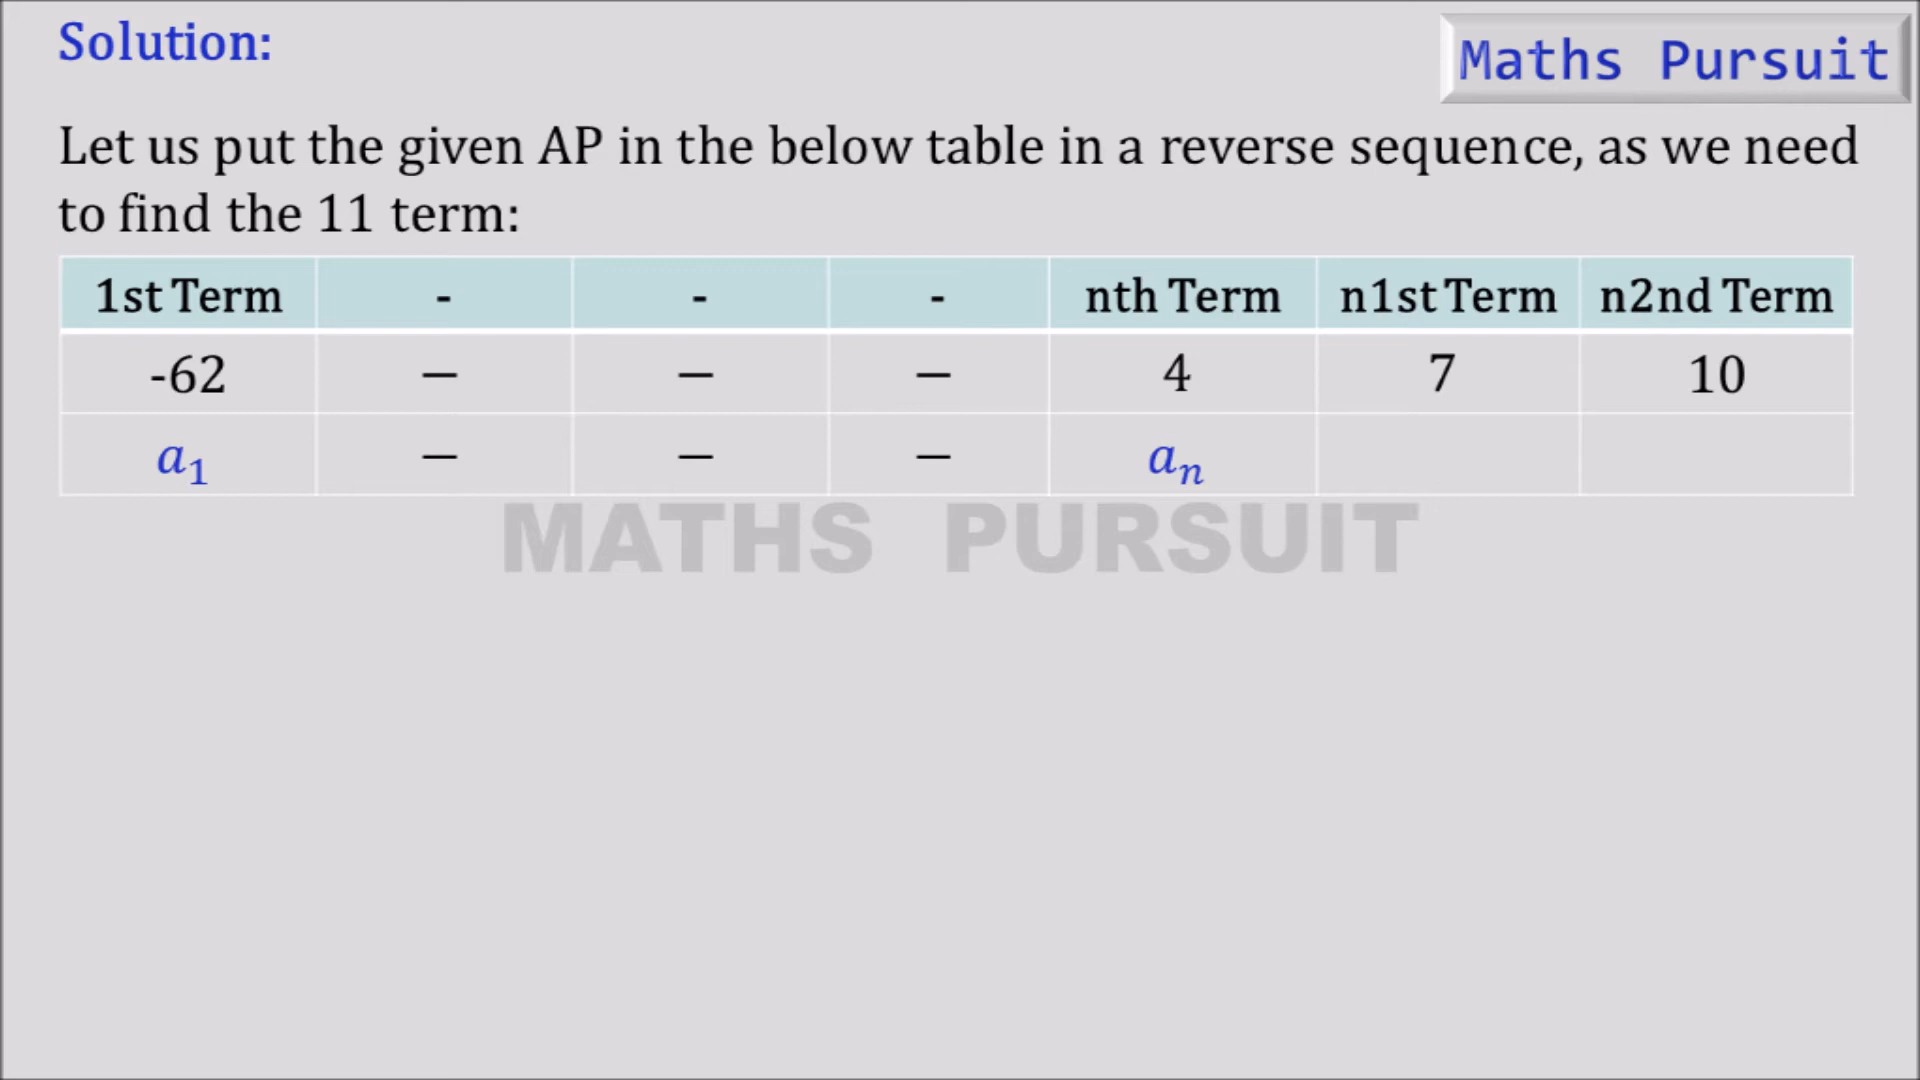 Solution:
Maths Pursuit
Let us put the given AP in the below table in a reverse sequence, as we need
to find the 11 term:
1st Term - - - nth Term n1st Term n2nd Term
-62 — — — 4 7 10
a₁ — — — aₙ
MATHS PURSUIT